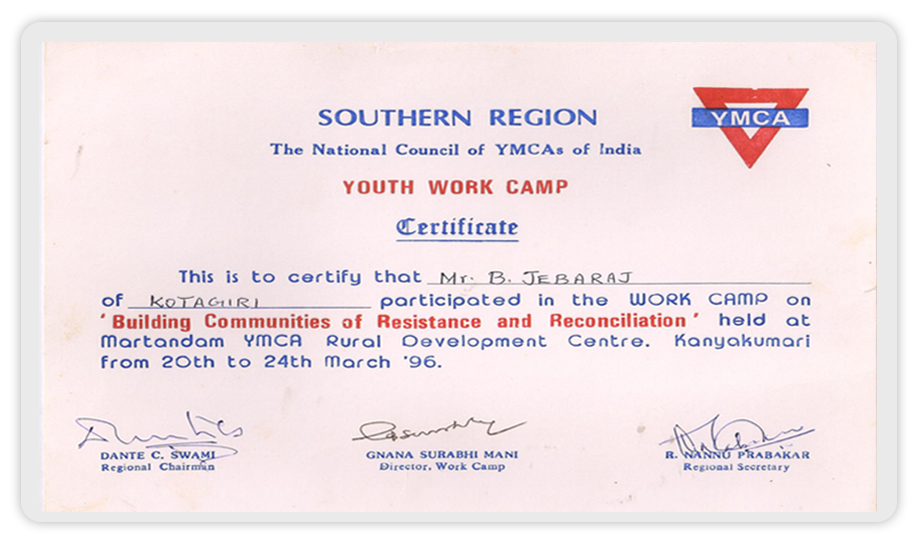 SOUTHERN REGION
YMCA
The National Council of YMCAs of India
YOUTH WORK CAMP
Certificate
This is to certify that Mr. B. JEBARAJ
of KOTAGIRI participated in the WORK CAMP on
'Building Communities of Resistance and Reconciliation' held at
Martandam YMCA Rural Development Centre. Kanyakumari
from 20th to 24th March '96.
DANTE C. SWAMI GNANA SURABHI MANI R. NANNU PRABAKAR
Regional Chairman Director, Work Camp Regional Secretary